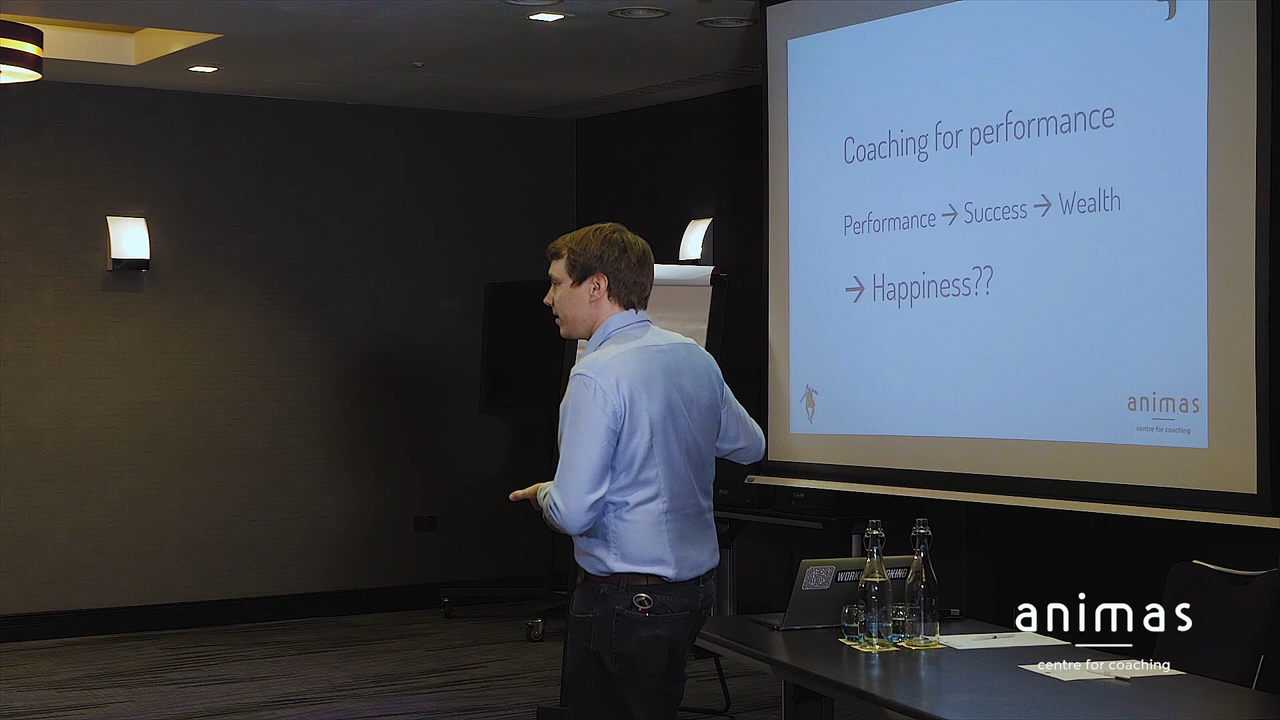 Coaching for performance
Performance → Success → Wealth
→ Happiness??
animas
centre for coaching
animas
centre for coaching